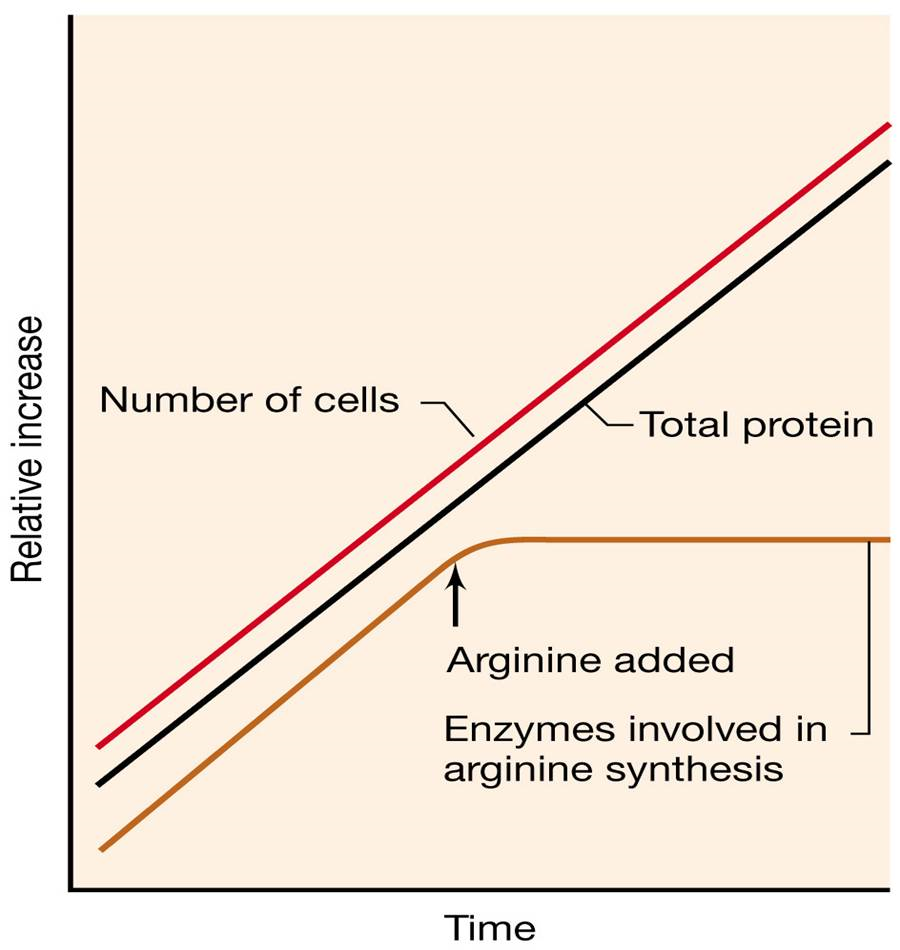 Relative increase
Number of cells
Total protein
Arginine added
Enzymes involved in
arginine synthesis
Time